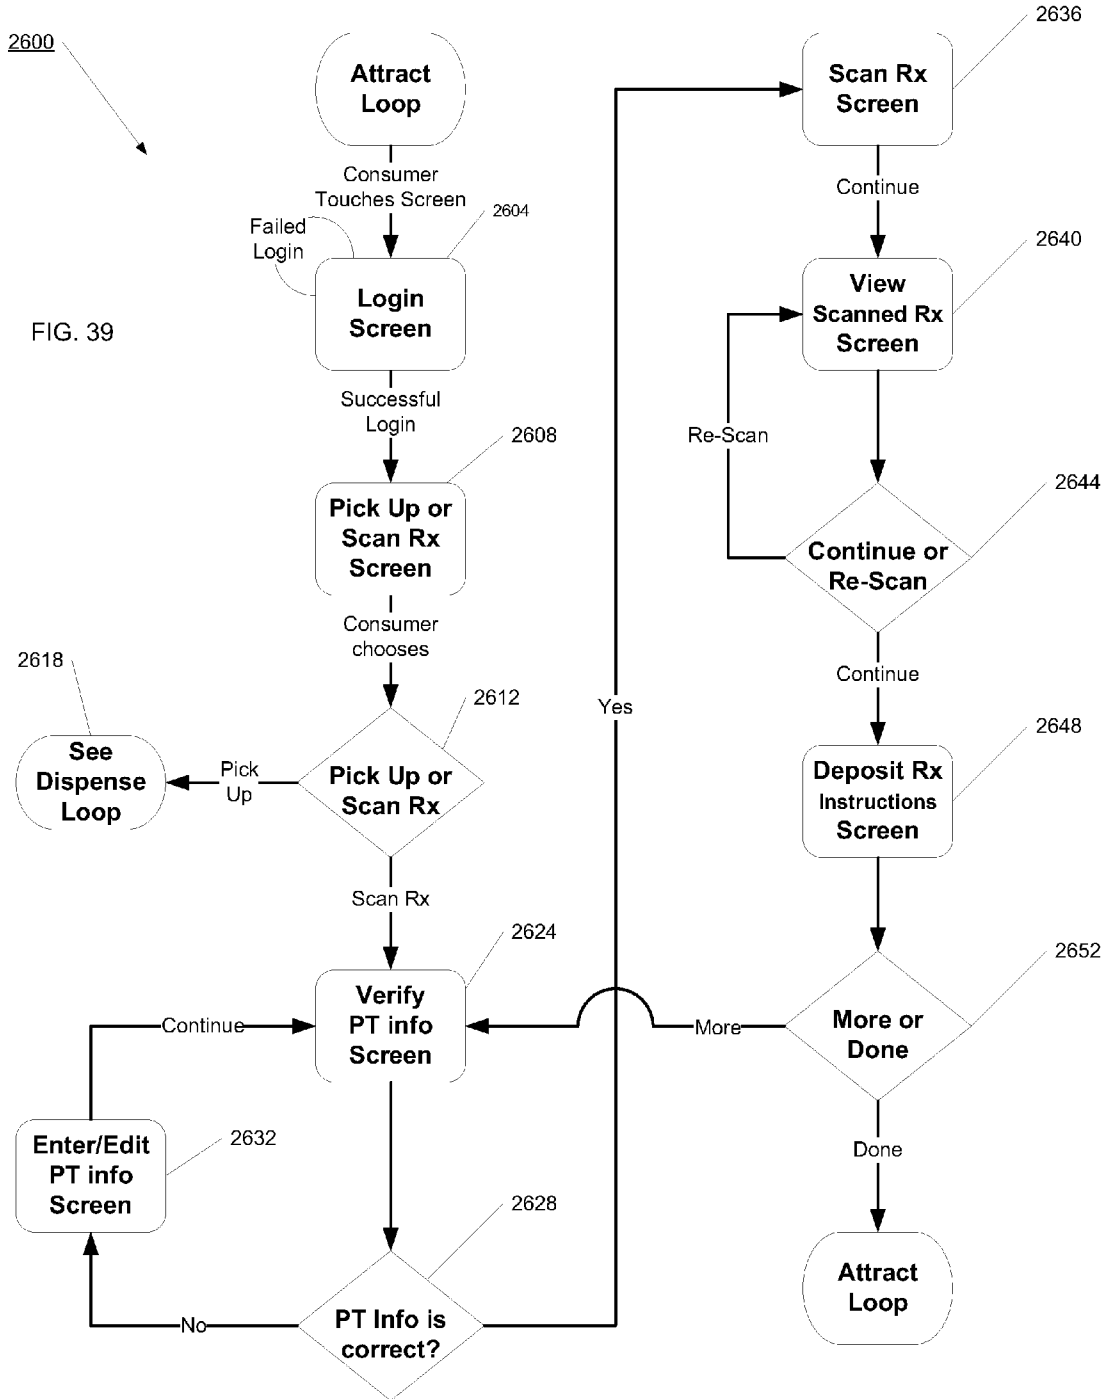 2600
Attract
Loop
Consumer
Touches Screen
2604
Failed
Login
Login
Screen
FIG. 39
Successful
Login
2608
Pick Up or
Scan Rx
Screen
Consumer
chooses
2618
2612
See
Dispense
Loop
Pick
Up
Pick Up or
Scan Rx
Scan Rx
2624
Verify
PT info
Screen
Continue
Enter/Edit
PT info
Screen
2632
2628
No
PT Info is
correct?
Yes
2636
Scan Rx
Screen
Continue
2640
View
Scanned Rx
Screen
Re-Scan
2644
Continue or
Re-Scan
Continue
2648
Deposit Rx
Instructions
Screen
2652
More
More or
Done
Done
Attract
Loop